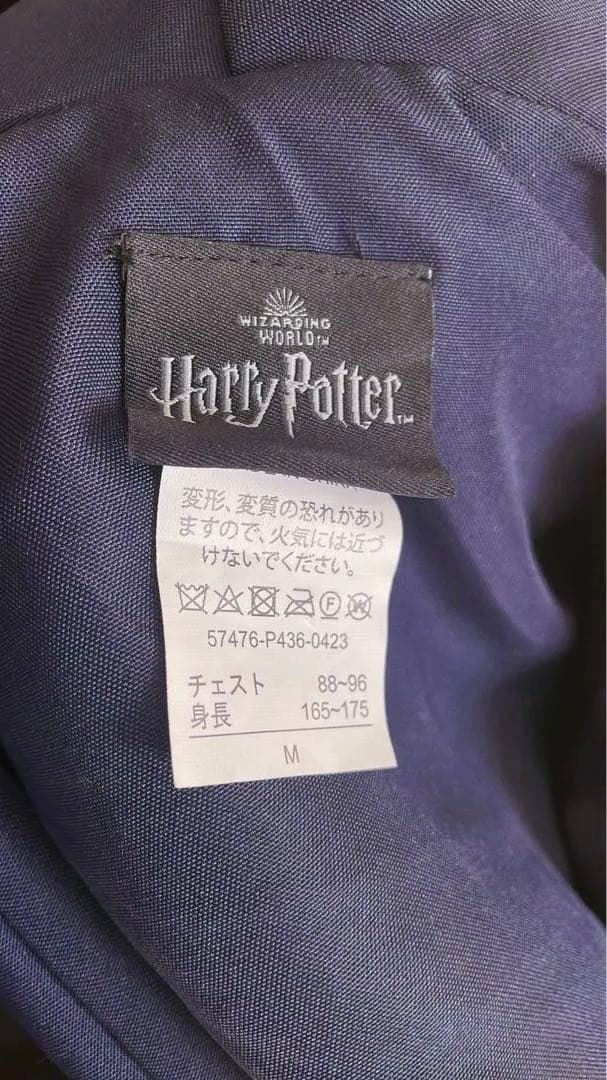 WIZARDING
WORLD™
Harry Potter™
変形、変質の恐れがあり
ますので、火気には近づ
けないでください。
57476-P436-0423
チェスト 88~96
身長 165~175
M